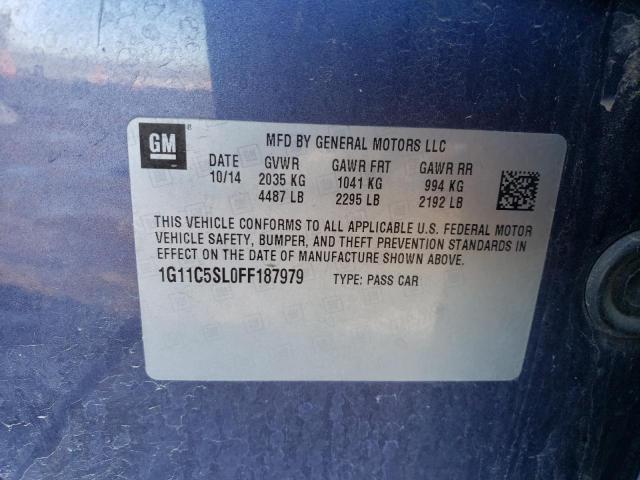 GM ®
MFD BY GENERAL MOTORS LLC
DATE GVWR GAWR FRT GAWR RR
10/14 2035 KG 1041 KG 994 KG
4487 LB 2295 LB 2192 LB
THIS VEHICLE CONFORMS TO ALL APPLICABLE U.S. FEDERAL MOTOR
VEHICLE SAFETY, BUMPER, AND THEFT PREVENTION STANDARDS IN
EFFECT ON THE DATE OF MANUFACTURE SHOWN ABOVE.
1G11C5SL0FF187979 TYPE: PASS CAR